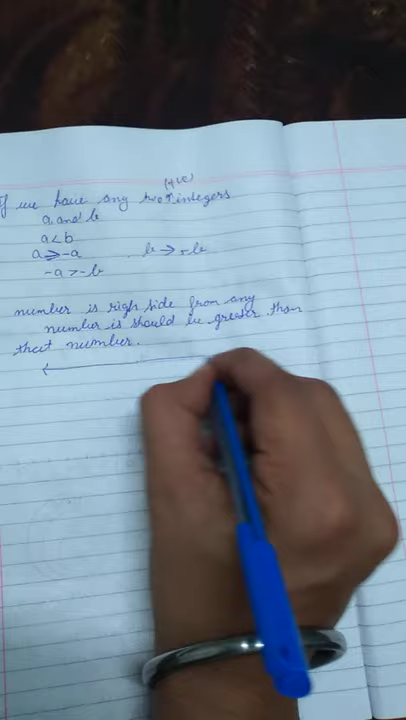 If we have any two (+ve) integers
a and b
a<b
a⩾-a b→-b
-a>-b
number is righ side from any
number is should be greater than
that number.